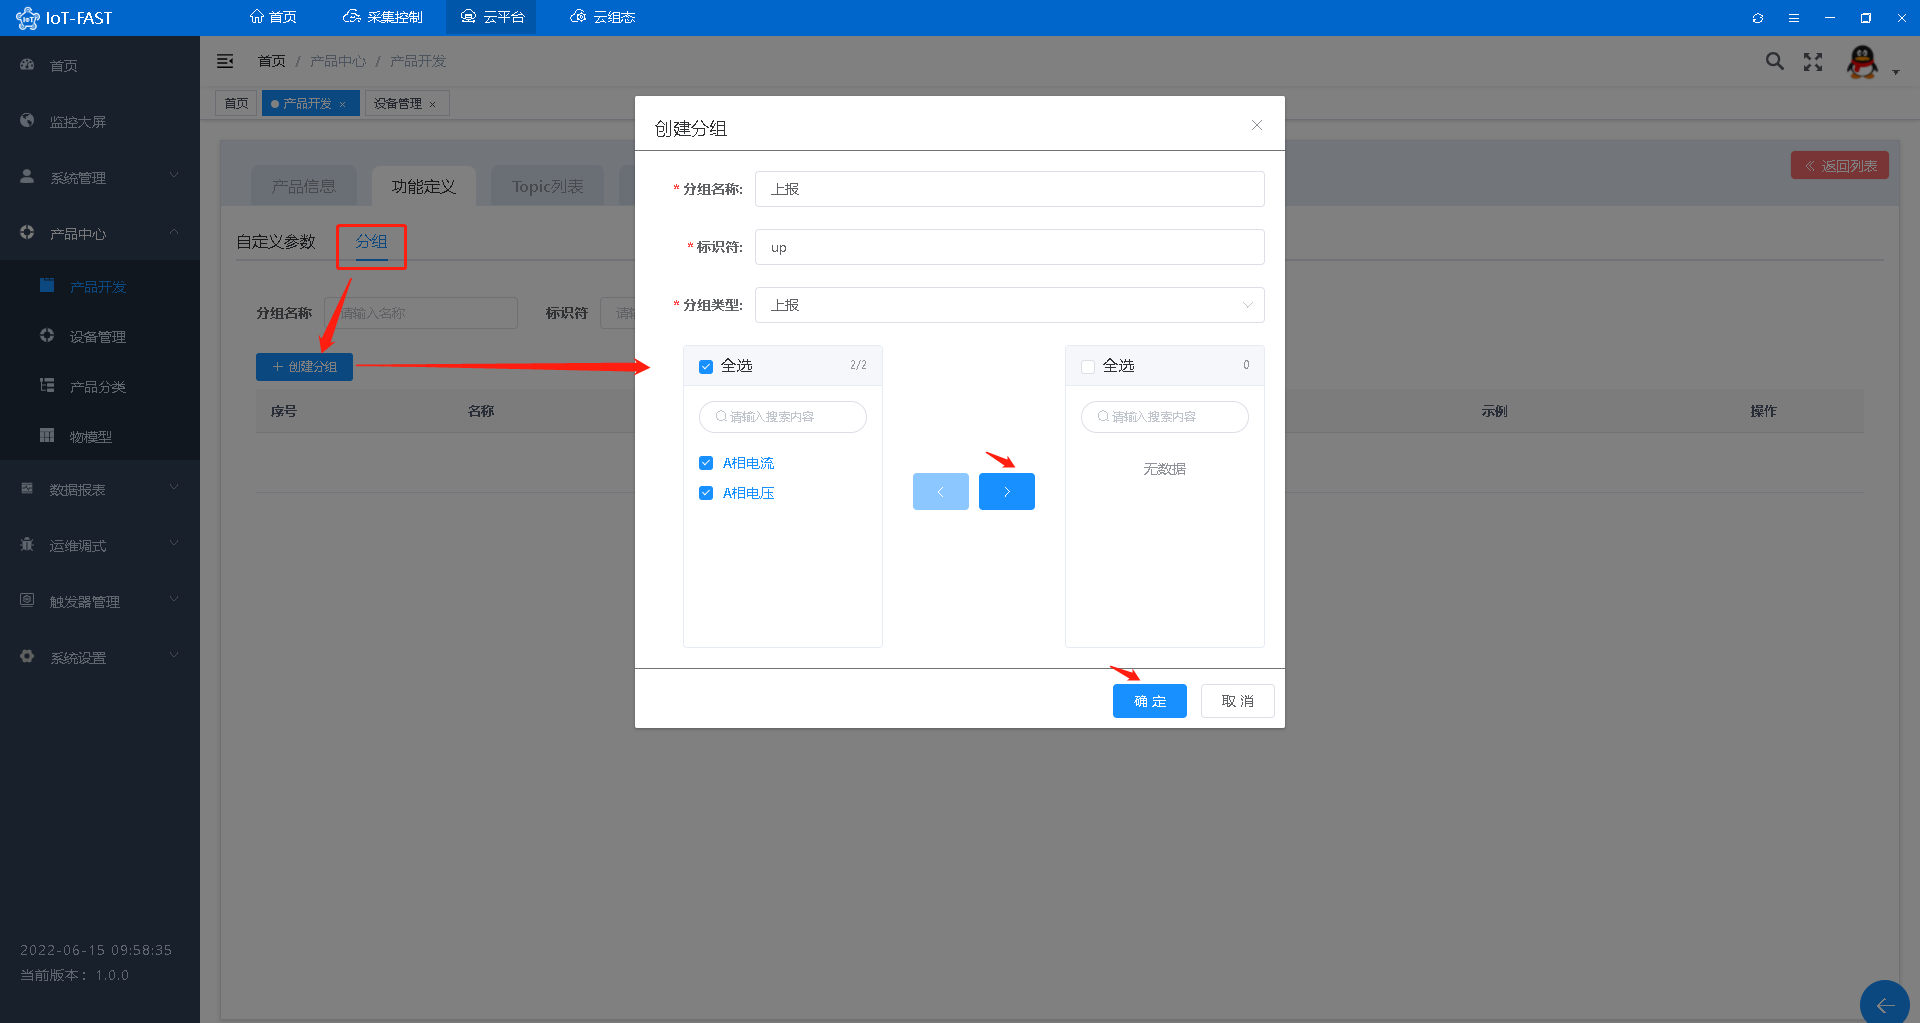 IoT-FAST
首页
采集控制
云平台
云组态
首页
监控大屏
系统管理
产品中心
产品开发
设备管理
产品分类
物模型
数据报表
运维调式
触发器管理
系统设置
2022-06-15 09:58:35
当前版本：1.0.0
首页 / 产品中心 / 产品开发
首页
产品开发 ×
设备管理 ×
产品信息
功能定义
Topic列表
返回列表
自定义参数
分组
分组名称
请输入名称
标识符
+ 创建分组
序号
名称
示例
操作
创建分组
* 分组名称: 上报
* 标识符: up
* 分组类型: 上报
全选 2/2
请输入搜索内容
A相电流
A相电压
全选 0
请输入搜索内容
无数据
确 定
取 消